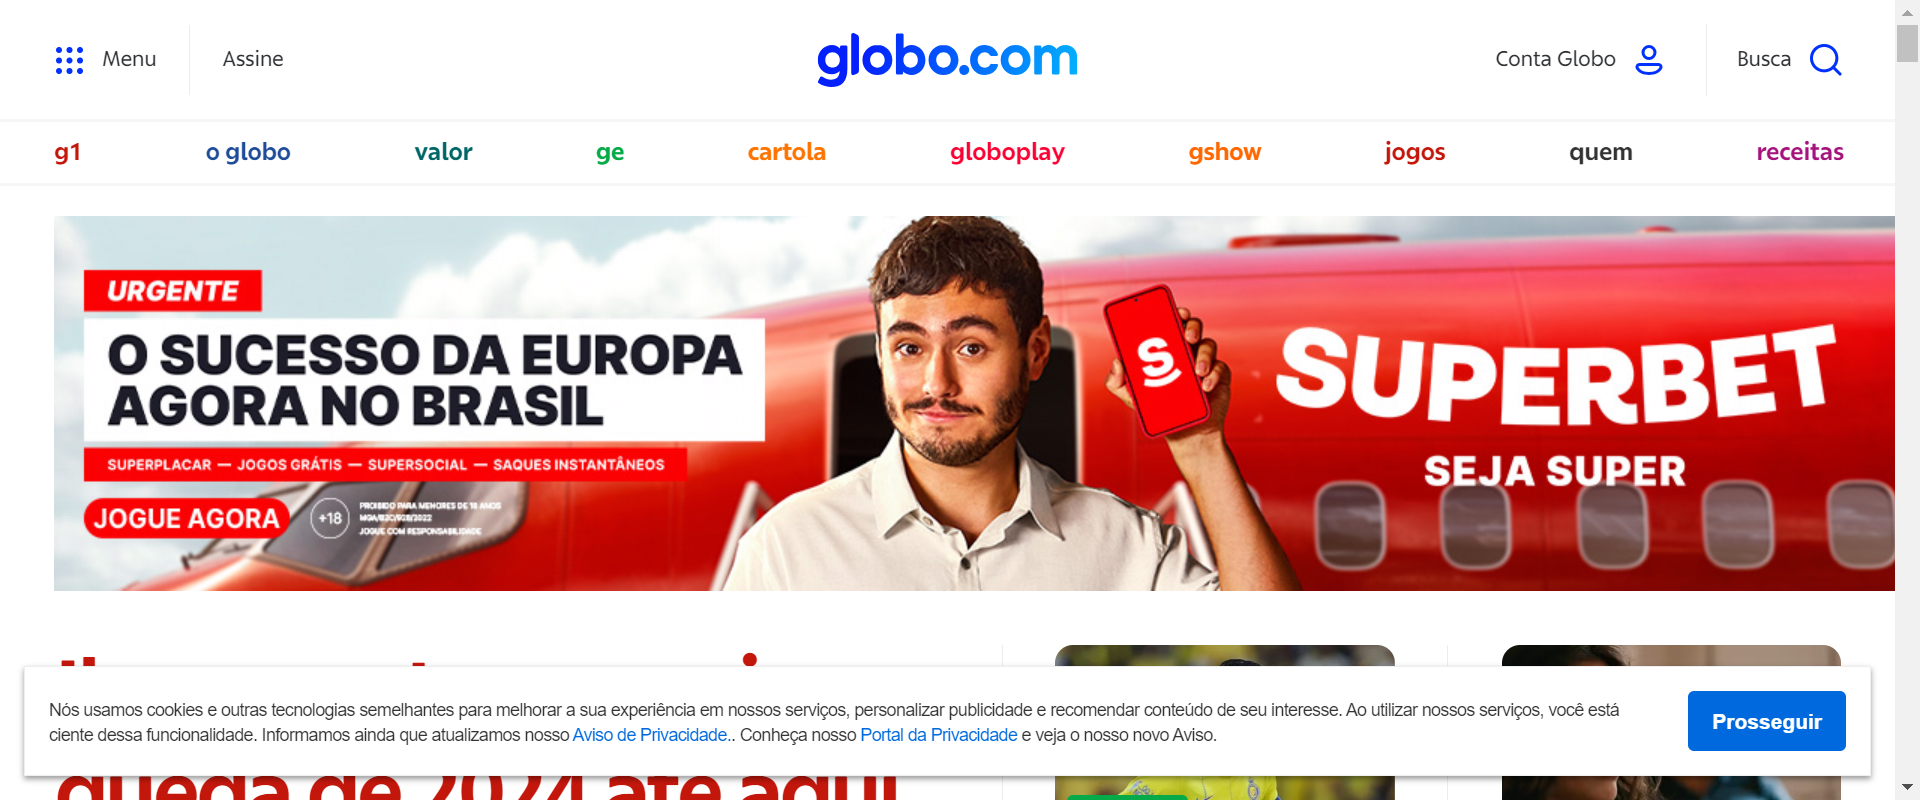 Menu
Assine
globo.com
Conta Globo
Busca
g1
o globo
valor
ge
cartola
globoplay
gshow
jogos
quem
receitas
URGENTE
O SUCESSO DA EUROPA
AGORA NO BRASIL
SUPERPLACAR — JOGOS GRÁTIS — SUPERSOCIAL — SAQUES INSTANTÂNEOS
JOGUE AGORA
+18
PROIBIDO PARA MENORES DE 18 ANOS
MGA/B2C/928/2022
JOGUE COM RESPONSABILIDADE
S
SUPERBET
SEJA SUPER
Nós usamos cookies e outras tecnologias semelhantes para melhorar a sua experiência em nossos serviços, personalizar publicidade e recomendar conteúdo de seu interesse. Ao utilizar nossos serviços, você está
ciente dessa funcionalidade. Informamos ainda que atualizamos nosso Aviso de Privacidade.. Conheça nosso Portal da Privacidade e veja o nosso novo Aviso.
Prosseguir
queda de 2024 até aqui